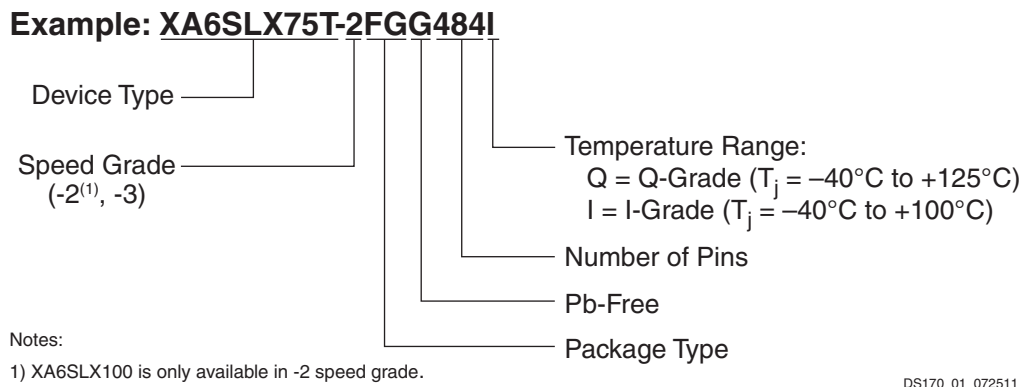 Example: XA6SLX75T-2FGG484I
Device Type
Speed Grade
(-2(1), -3)
Temperature Range:
Q = Q-Grade (Tj = –40°C to +125°C)
I = I-Grade (Tj = –40°C to +100°C)
Number of Pins
Pb-Free
Package Type
Notes:
1) XA6SLX100 is only available in -2 speed grade.
DS170_01_072511